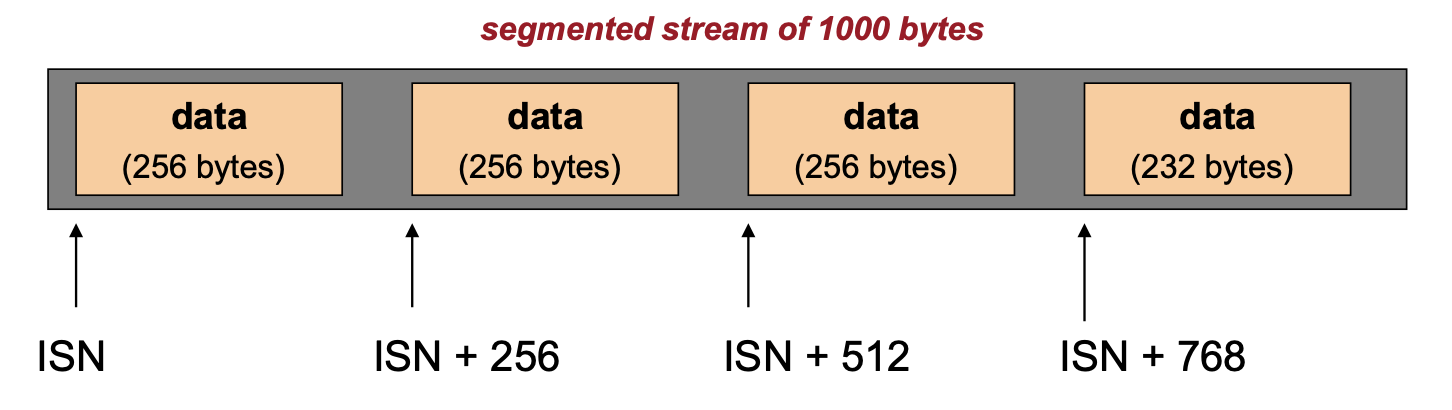 segmented stream of 1000 bytes
data data data data
(256 bytes) (256 bytes) (256 bytes) (232 bytes)
ISN ISN + 256 ISN + 512 ISN + 768